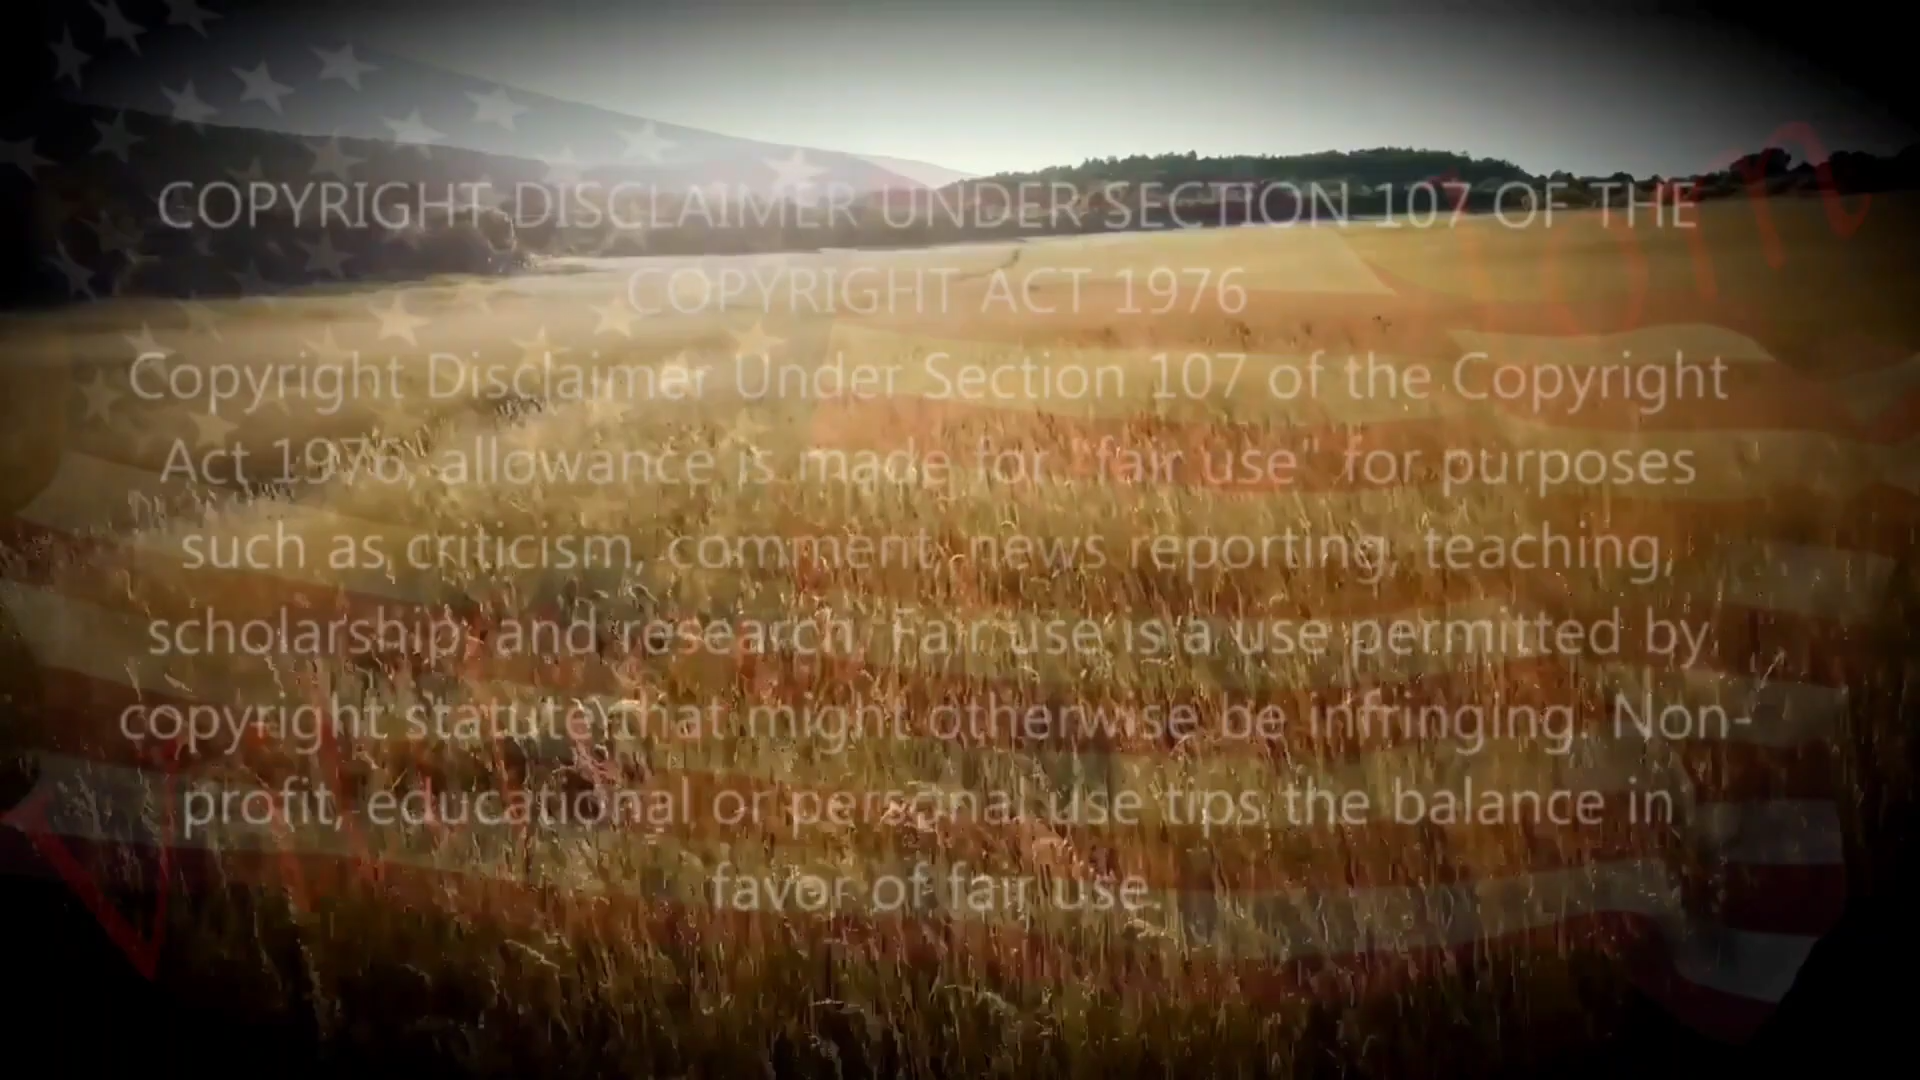 COPYRIGHT DISCLAIMER UNDER SECTION 107 OF THE
COPYRIGHT ACT 1976
Copyright Disclaimer Under Section 107 of the Copyright
Act 1976, allowance is made for "fair use" for purposes
such as criticism, comment, news reporting, teaching,
scholarship, and research. Fair use is a use permitted by
copyright statute that might otherwise be infringing. Non-
profit, educational or personal use tips the balance in
favor of fair use.